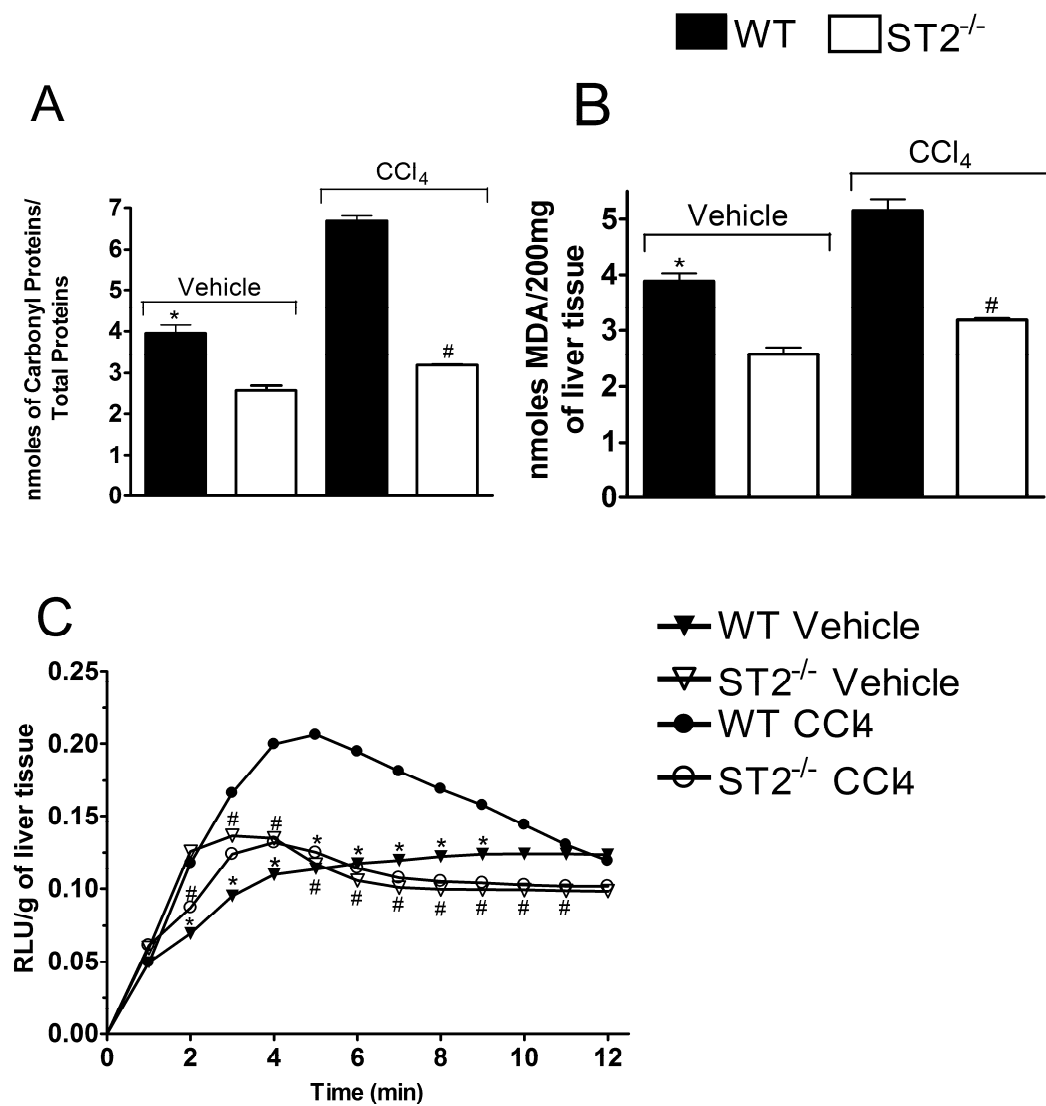 WT ST2-/-
A
CCl4
Vehicle
nmoles of Carbonyl Proteins/
Total Proteins
7
6
5
4
3
2
1
0
*
#
B
CCl4
Vehicle
nmoles MDA/200mg
of liver tissue
5
4
3
2
1
0
*
#
C
WT Vehicle
ST2-/- Vehicle
WT CCl4
ST2-/- CCl4
RLU/g of liver tissue
0.25
0.20
0.15
0.10
0.05
0.00
# #
* * * * *
# * *
* # # # # # # #
0 2 4 6 8 10 12
Time (min)